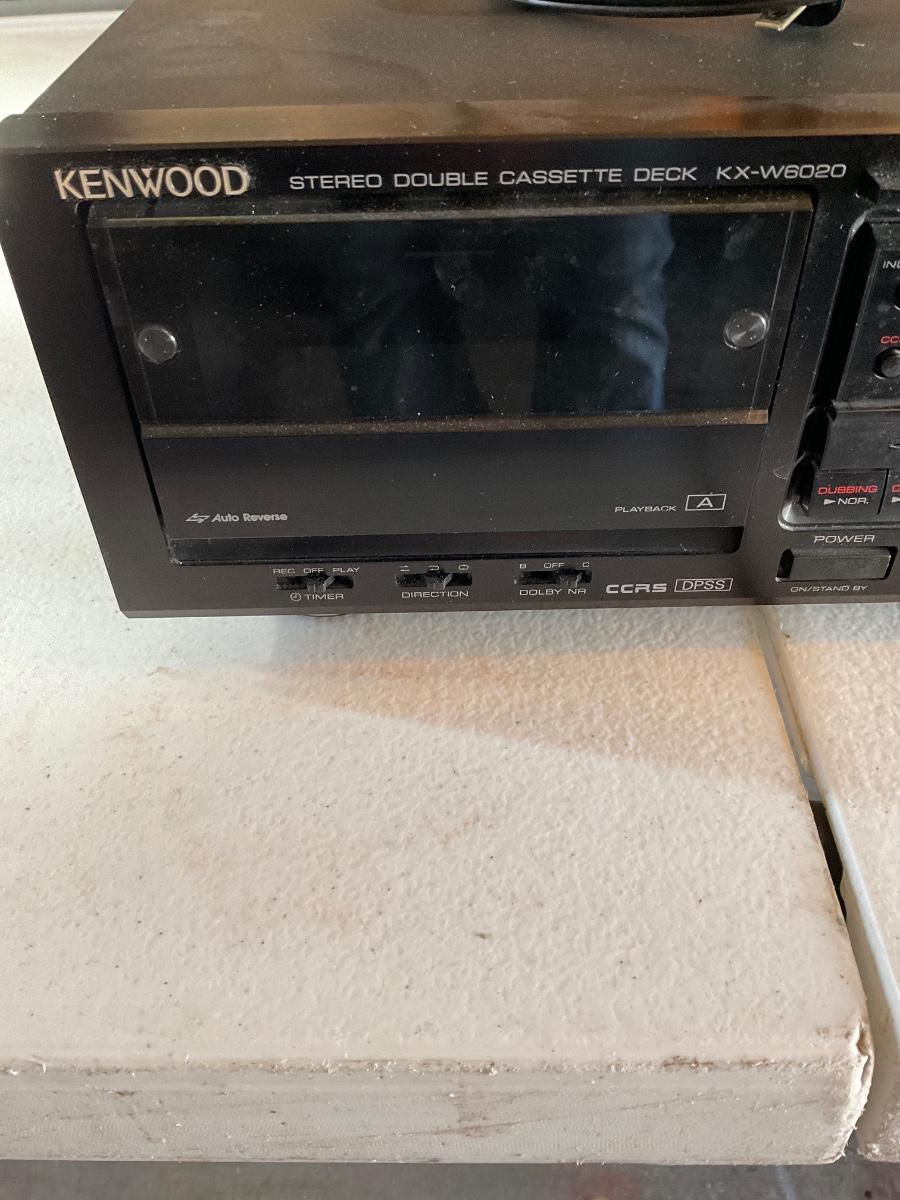 KENWOOD STEREO DOUBLE CASSETTE DECK KX-W6020
Auto Reverse
PLAYBACK A
DUBBING
►NOR.
POWER
ON/STAND BY
REC OFF PLAY
TIMER
DIRECTION
B OFF C
DOLBY NR
CCRS DPSS